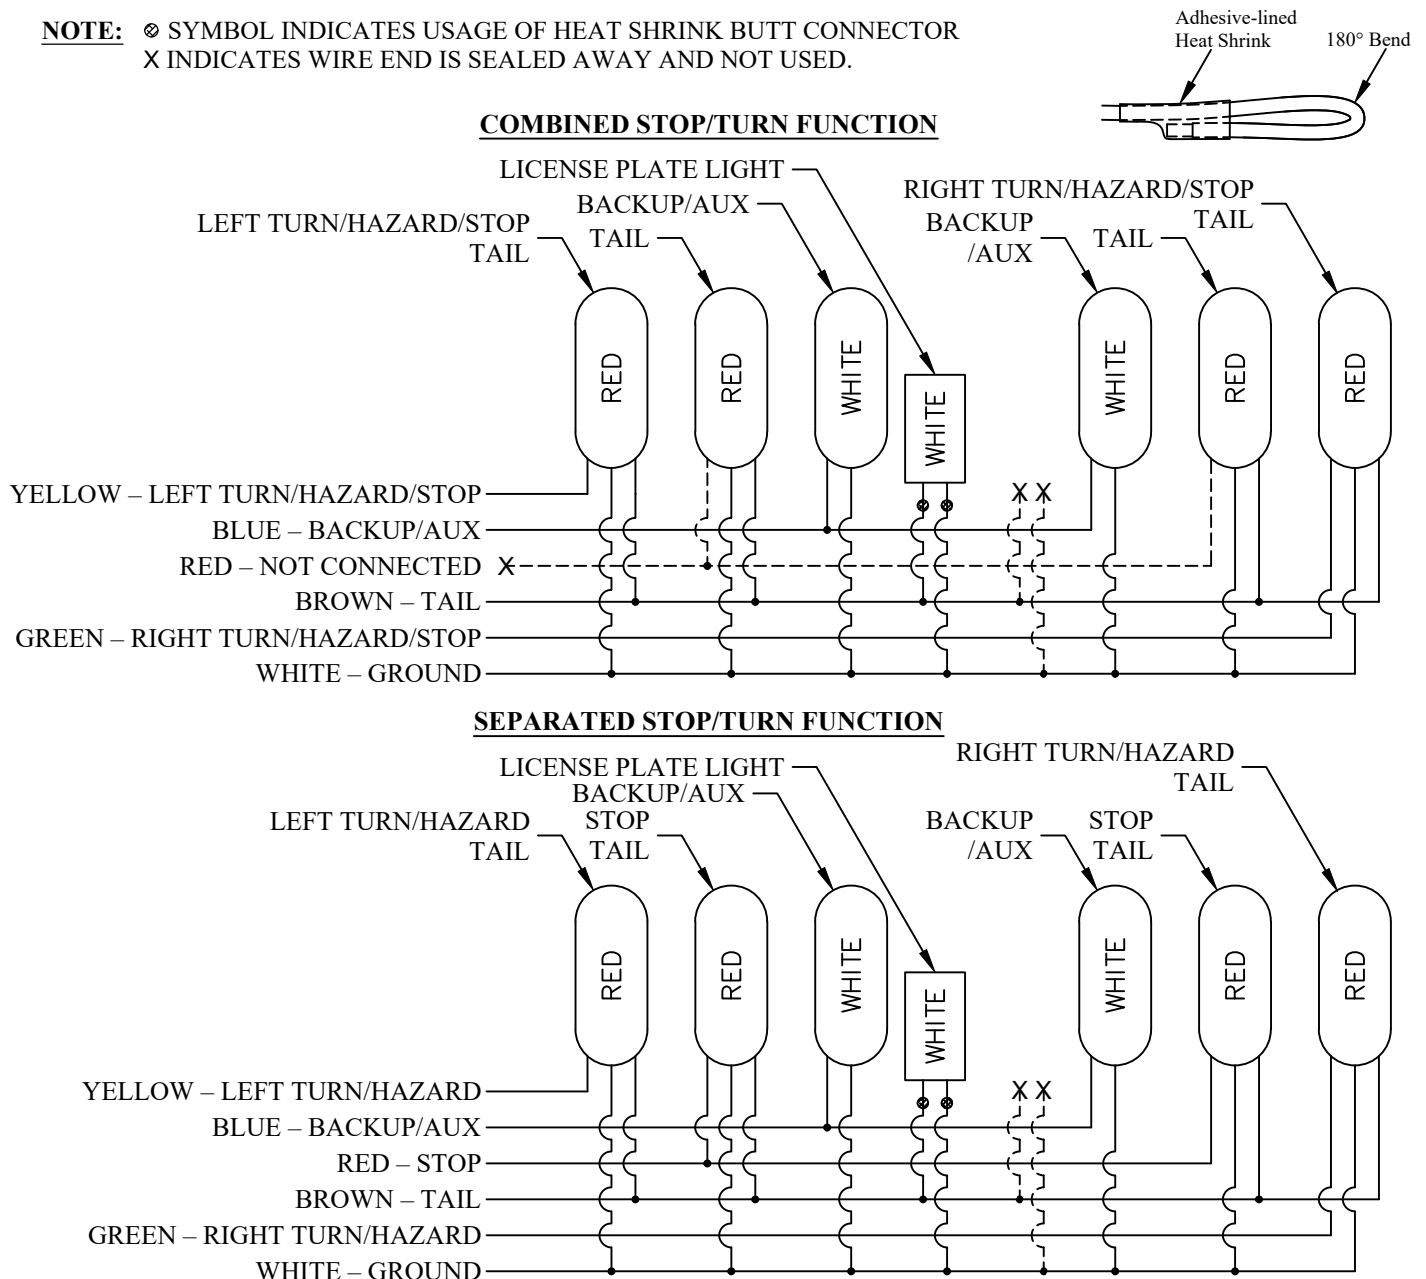 NOTE: ⊘ SYMBOL INDICATES USAGE OF HEAT SHRINK BUTT CONNECTOR
X INDICATES WIRE END IS SEALED AWAY AND NOT USED.
Adhesive-lined
Heat Shrink
180° Bend
COMBINED STOP/TURN FUNCTION
LICENSE PLATE LIGHT
BACKUP/AUX
LEFT TURN/HAZARD/STOP
TAIL
TAIL
RIGHT TURN/HAZARD/STOP
TAIL
BACKUP
/AUX
TAIL
RED
RED
WHITE
WHITE
WHITE
RED
RED
X X
YELLOW – LEFT TURN/HAZARD/STOP
BLUE – BACKUP/AUX
RED – NOT CONNECTED X
BROWN – TAIL
GREEN – RIGHT TURN/HAZARD/STOP
WHITE – GROUND
SEPARATED STOP/TURN FUNCTION
LICENSE PLATE LIGHT
BACKUP/AUX
LEFT TURN/HAZARD
TAIL
STOP
TAIL
RIGHT TURN/HAZARD
TAIL
BACKUP
/AUX
STOP
TAIL
RED
RED
WHITE
WHITE
WHITE
RED
RED
X X
YELLOW – LEFT TURN/HAZARD
BLUE – BACKUP/AUX
RED – STOP
BROWN – TAIL
GREEN – RIGHT TURN/HAZARD
WHITE – GROUND